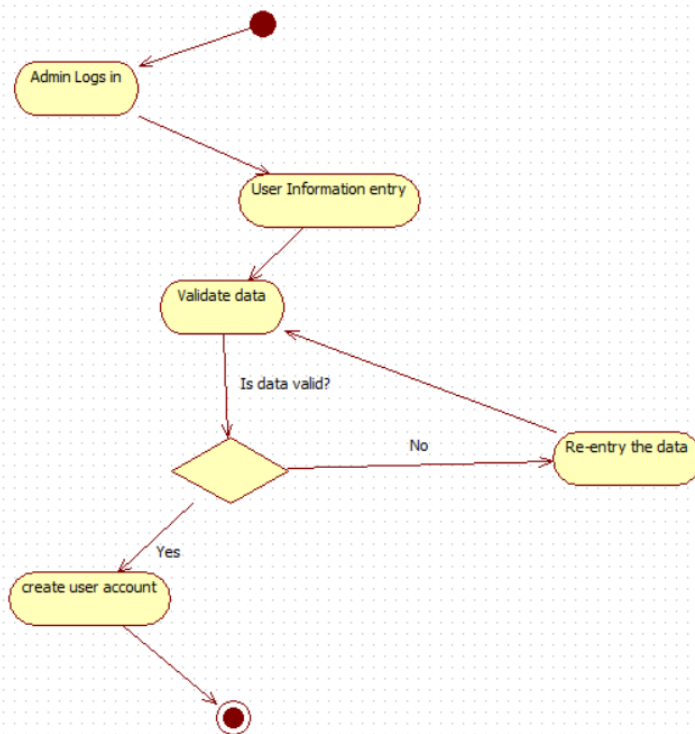 Admin Logs in
User Information entry
Validate data
Is data valid?
No
Re-entry the data
Yes
create user account